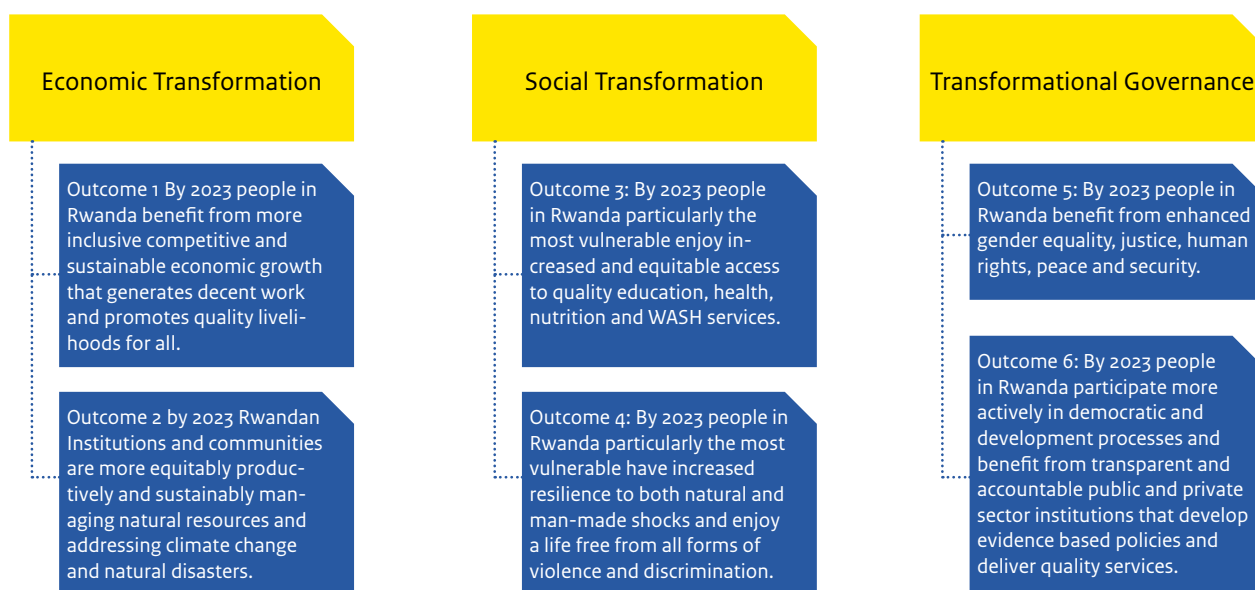 Economic Transformation
Outcome 1 By 2023 people in
Rwanda benefit from more
inclusive competitive and
sustainable economic growth
that generates decent work
and promotes quality liveli-
hoods for all.
Outcome 2 by 2023 Rwandan
Institutions and communities
are more equitably produc-
tively and sustainably man-
aging natural resources and
addressing climate change
and natural disasters.
Social Transformation
Outcome 3: By 2023 people
in Rwanda particularly the
most vulnerable enjoy in-
creased and equitable access
to quality education, health,
nutrition and WASH services.
Outcome 4: By 2023 people in
Rwanda particularly the most
vulnerable have increased
resilience to both natural and
man-made shocks and enjoy
a life free from all forms of
violence and discrimination.
Transformational Governance
Outcome 5: By 2023 people in
Rwanda benefit from enhanced
gender equality, justice, human
rights, peace and security.
Outcome 6: By 2023 people
in Rwanda participate more
actively in democratic and
development processes and
benefit from transparent and
accountable public and private
sector institutions that develop
evidence based policies and
deliver quality services.